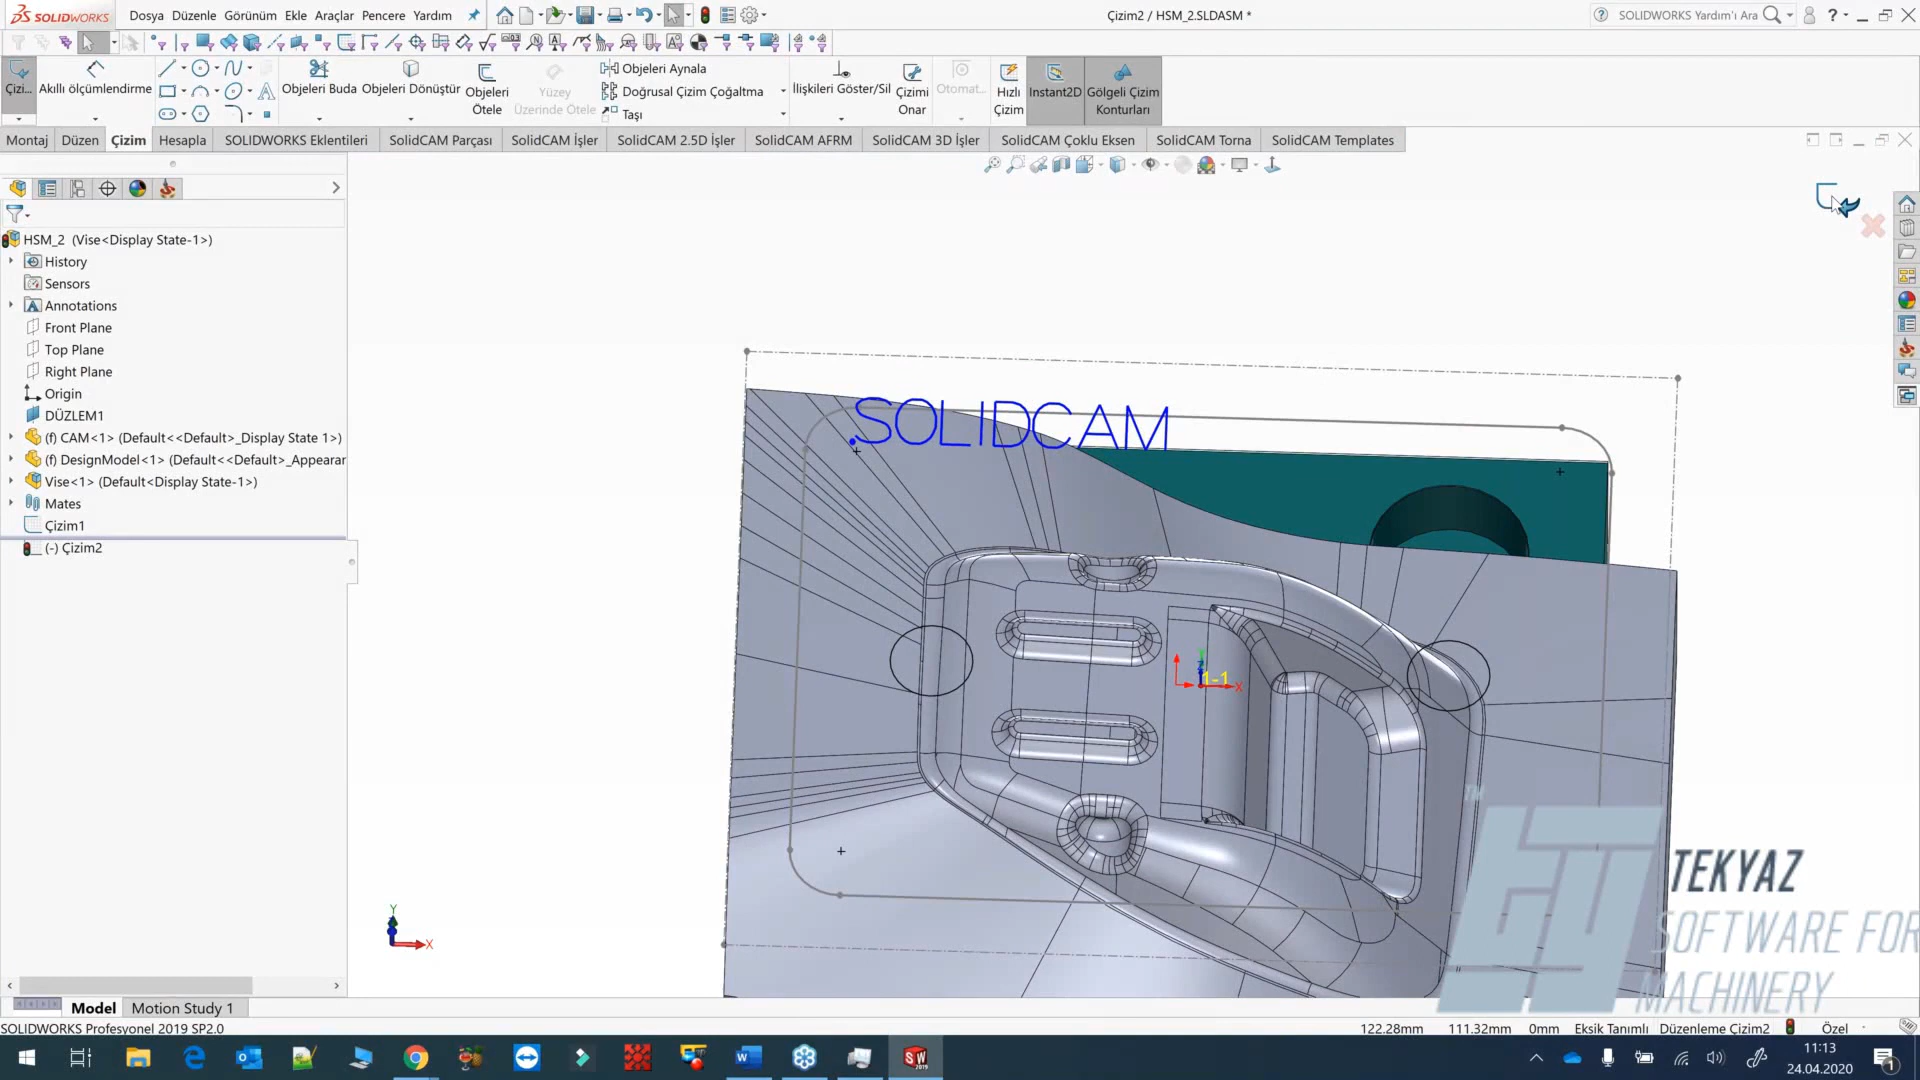 SOLIDWORKS Dosya Düzenle Görünüm Ekle Araçlar Pencere Yardım Çizim2 / HSM_2.SLDASM * SOLIDWORKS Yardım'ı Ara
Çizi... Akıllı ölçümlendirme Objeleri Buda Objeleri Dönüştür Objeleri Ötele Yüzey Üzerinde Ötele Objeleri Aynala Doğrusal Çizim Çoğaltma Taşı İlişkileri Göster/Sil Çizimi Onar Otomat... Hızlı Çizim Instant2D Gölgeli Çizim Konturları
Montaj Düzen Çizim Hesapla SOLIDWORKS Eklentileri SolidCAM Parçası SolidCAM İşler SolidCAM 2.5D İşler SolidCAM AFRM SolidCAM 3D İşler SolidCAM Çoklu Eksen SolidCAM Torna SolidCAM Templates
HSM_2 (Vise<Display State-1>)
History
Sensors
Annotations
Front Plane
Top Plane
Right Plane
Origin
DÜZLEM1
(f) CAM<1> (Default<<Default>_Display State 1>)
(f) DesignModel<1> (Default<<Default>_Appearar
Vise<1> (Default<Display State-1>)
Mates
Çizim1
(-) Çizim2
SOLIDCAM
Y
Z
1-1
X
Y
X
TM
TEKYAZ
SOFTWARE FOR
MACHINERY
Model Motion Study 1
SOLIDWORKS Profesyonel 2019 SP2.0 122.28mm 111.32mm 0mm Eksik Tanımlı Düzenleme Çizim2 Özel
11:13
24.04.2020
1